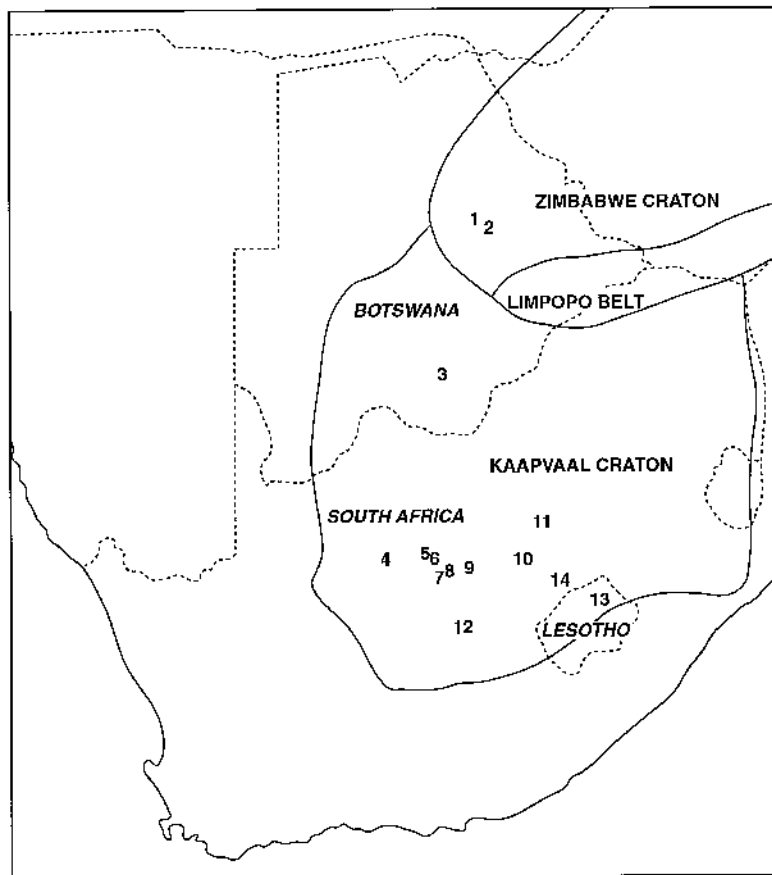 ZIMBABWE CRATON
1
2
LIMPOPO BELT
BOTSWANA
3
KAAPVAAL CRATON
SOUTH AFRICA
11
4
5
6
7
8
9
10
14
13
12
LESOTHO